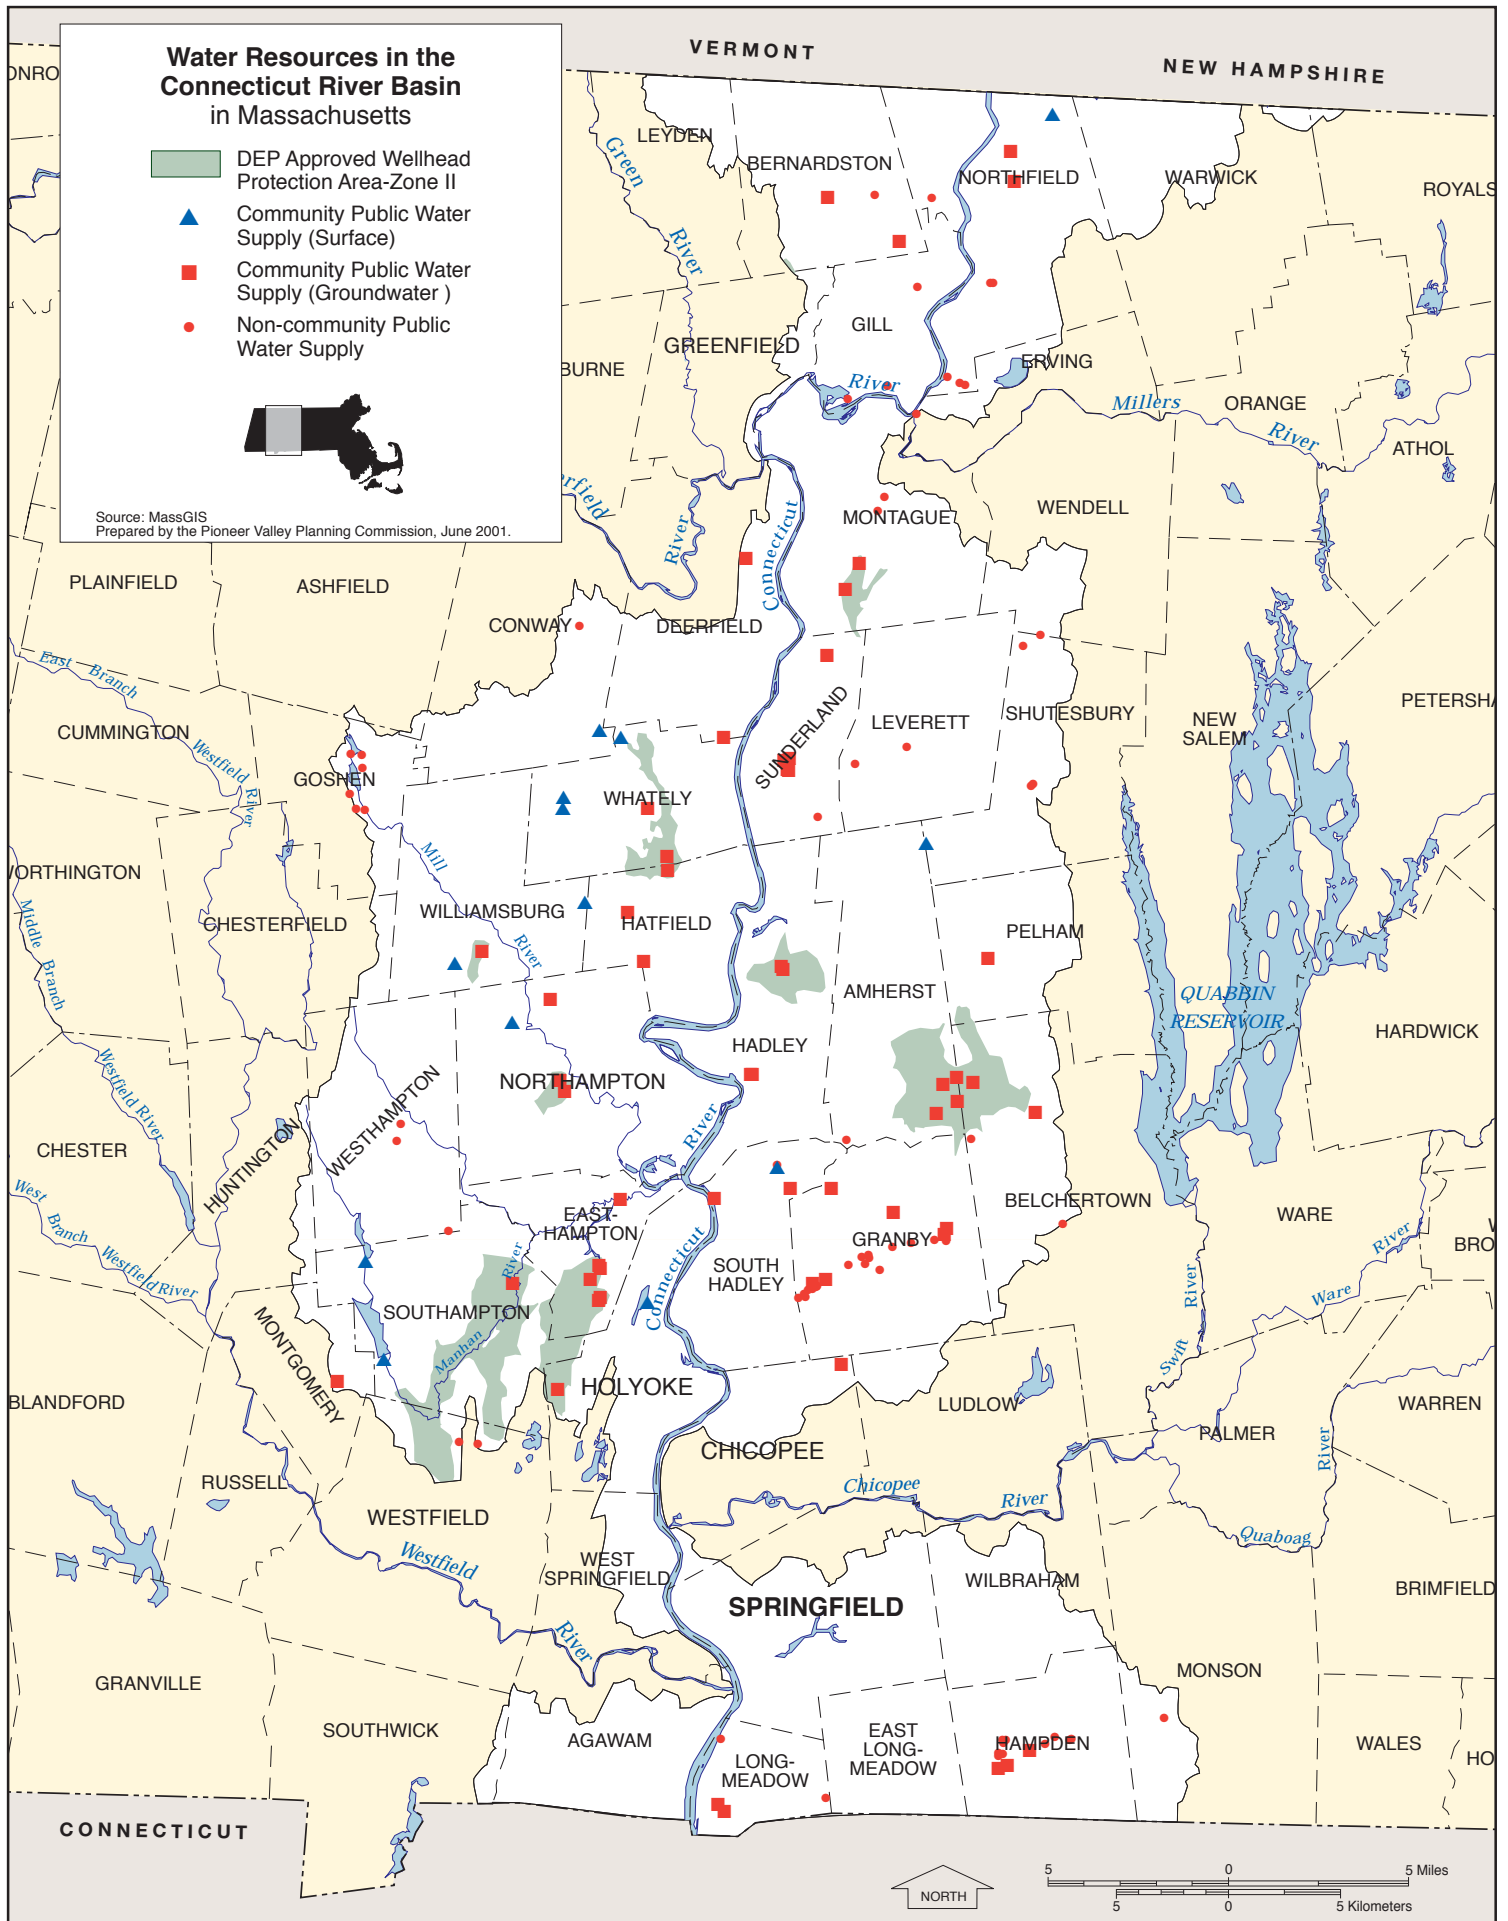 VERMONT
NEW HAMPSHIRE
Water Resources in the
Connecticut River Basin
in Massachusetts
DEP Approved Wellhead
Protection Area-Zone II
Community Public Water
Supply (Surface)
Community Public Water
Supply (Groundwater )
Non-community Public
Water Supply
Source: MassGIS
Prepared by the Pioneer Valley Planning Commission, June 2001.
ONRO
LEYDEN
Green
River
BERNARDSTON
NORTHFIELD
WARWICK
ROYALS
GILL
GREENFIELD
BURNE
River
ERVING
Millers
River
ORANGE
ATHOL
erfield
River
Connecticut
MONTAGUE
WENDELL
PLAINFIELD
ASHFIELD
CONWAY
DEERFIELD
East Branch
Westfield
River
CUMMINGTON
GOSHEN
SUNDERLAND
LEVERETT
SHUTESBURY
NEW
SALEM
PETERSHA
WHATELY
Mill
River
WORTHINGTON
Middle
Branch
Westfield River
CHESTERFIELD
WILLIAMSBURG
HATFIELD
PELHAM
AMHERST
QUABBIN
RESERVOIR
HARDWICK
HADLEY
NORTHAMPTON
WESTHAMPTON
River
CHESTER
HUNTINGTON
West
Branch
Westfield River
EAST-
HAMPTON
Connecticut
BELCHERTOWN
WARE
River
Ware
BRO
GRANBY
SOUTH
HADLEY
River
Manhan
SOUTHAMPTON
River
Swift
MONTGOMERY
BLANDFORD
HOLYOKE
LUDLOW
WARREN
PALMER
River
Quaboag
CHICOPEE
Chicopee
River
RUSSELL
WESTFIELD
Westfield
River
WEST
SPRINGFIELD
WILBRAHAM
BRIMFIELD
SPRINGFIELD
GRANVILLE
MONSON
SOUTHWICK
AGAWAM
LONG-
MEADOW
EAST
LONG-
MEADOW
HAMPDEN
WALES
HO
CONNECTICUT
NORTH
5 0 5 Miles
5 0 5 Kilometers